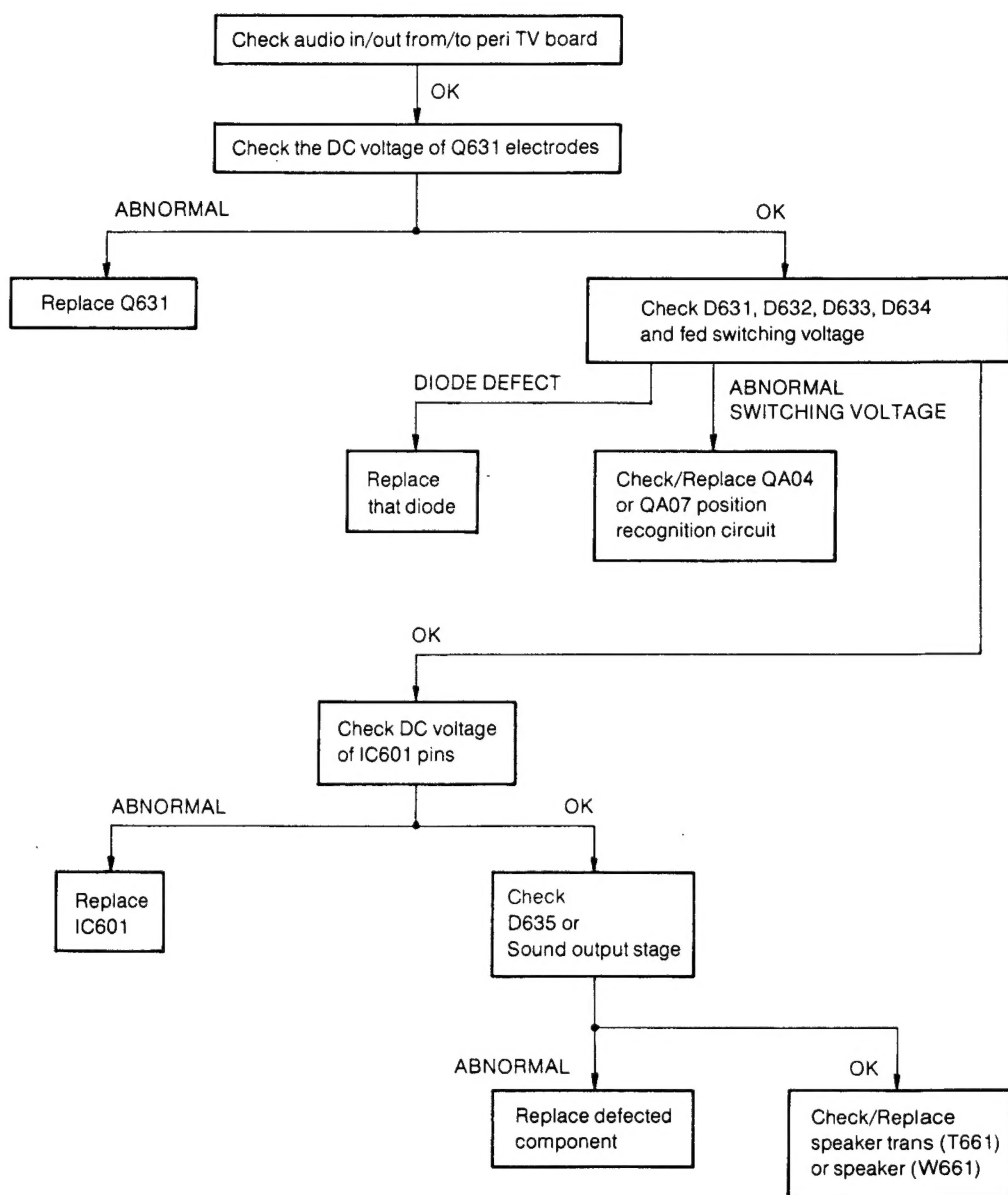 Check audio in/out from/to peri TV board
OK
Check the DC voltage of Q631 electrodes
ABNORMAL
OK
Replace Q631
Check D631, D632, D633, D634
and fed switching voltage
DIODE DEFECT
ABNORMAL
SWITCHING VOLTAGE
Replace
that diode
Check/Replace QA04
or QA07 position
recognition circuit
OK
Check DC voltage
of IC601 pins
ABNORMAL
OK
Replace
IC601
Check
D635 or
Sound output stage
ABNORMAL
OK
Replace defected
component
Check/Replace
speaker trans (T661)
or speaker (W661)